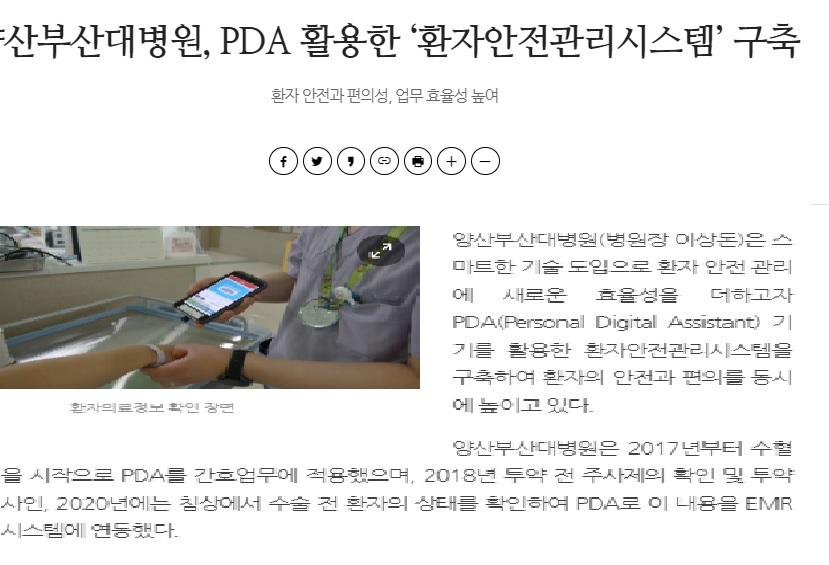 양산부산대병원, PDA 활용한 ‘환자안전관리시스템’ 구축
환자 안전과 편의성, 업무 효율성 높여
환자의료정보 확인 장면
양산부산대병원(병원장 이상돈)은 스
마트한 기술 도입으로 환자 안전 관리
에 새로운 효율성을 더하고자
PDA(Personal Digital Assistant) 기
기를 활용한 환자안전관리시스템을
구축하여 환자의 안전과 편의를 동시
에 높이고 있다.
양산부산대병원은 2017년부터 수혈
을 시작으로 PDA를 간호업무에 적용했으며, 2018년 투약 전 주사제의 확인 및 투약
사인, 2020년에는 침상에서 수술 전 환자의 상태를 확인하여 PDA로 이 내용을 EMR
시스템에 연동했다.